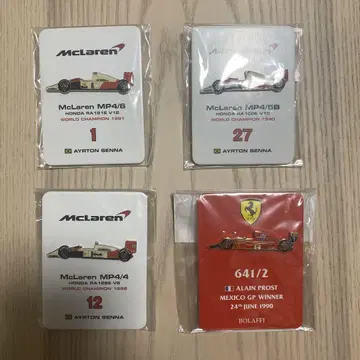 McLaren
McLaren MP4/6
HONDA RA121E V12
WORLD CHAMPION 1991
1
AYRTON SENNA
McLaren
McLaren MP4/5B
HONDA RA100E V10
WORLD CHAMPION 1990
27
AYRTON SENNA
McLaren
McLaren MP4/4
HONDA RA168E V6
WORLD CHAMPION 1988
12
AYRTON SENNA
641/2
ALAIN PROST
MEXICO GP WINNER
24th JUNE 1990
BOLAFFI